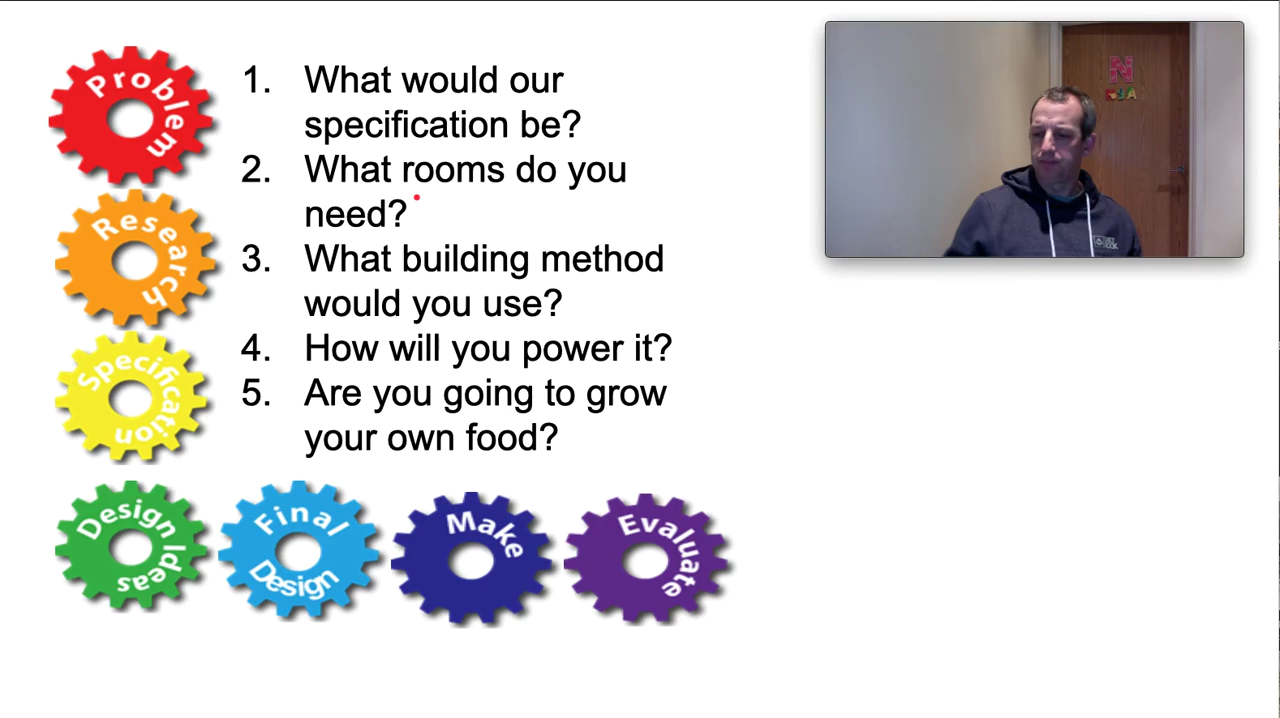 Problem
Research
Specification
Design Ideas
Final Design
Make
Evaluate
1. What would our
specification be?
2. What rooms do you
need?
3. What building method
would you use?
4. How will you power it?
5. Are you going to grow
your own food?
N